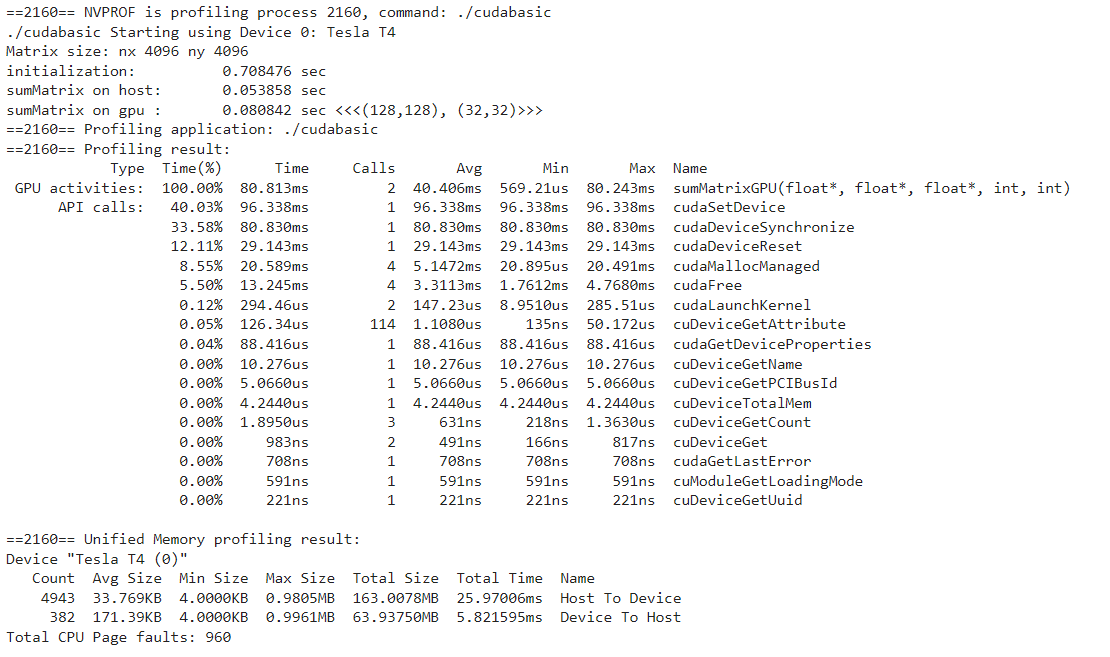 ==2160== NVPROF is profiling process 2160, command: ./cudabasic
./cudabasic Starting using Device 0: Tesla T4
Matrix size: nx 4096 ny 4096
initialization:          0.708476 sec
sumMatrix on host:       0.053858 sec
sumMatrix on gpu :       0.080842 sec <<<(128,128), (32,32)>>>
==2160== Profiling application: ./cudabasic
==2160== Profiling result:
            Type  Time(%)      Time     Calls       Avg       Min       Max  Name
 GPU activities:  100.00%  80.813ms         2  40.406ms  569.21us  80.243ms  sumMatrixGPU(float*, float*, float*, int, int)
      API calls:   40.03%  96.338ms         1  96.338ms  96.338ms  96.338ms  cudaSetDevice
                   33.58%  80.830ms         1  80.830ms  80.830ms  80.830ms  cudaDeviceSynchronize
                   12.11%  29.143ms         1  29.143ms  29.143ms  29.143ms  cudaDeviceReset
                    8.55%  20.589ms         4  5.1472ms  20.895us  20.491ms  cudaMallocManaged
                    5.50%  13.245ms         4  3.3113ms  1.7612ms  4.7680ms  cudaFree
                    0.12%  294.46us         2  147.23us  8.9510us  285.51us  cudaLaunchKernel
                    0.05%  126.34us       114  1.1080us     135ns  50.172us  cuDeviceGetAttribute
                    0.04%  88.416us         1  88.416us  88.416us  88.416us  cudaGetDeviceProperties
                    0.00%  10.276us         1  10.276us  10.276us  10.276us  cuDeviceGetName
                    0.00%  5.0660us         1  5.0660us  5.0660us  5.0660us  cuDeviceGetPCIBusId
                    0.00%  4.2440us         1  4.2440us  4.2440us  4.2440us  cuDeviceTotalMem
                    0.00%  1.8950us         3     631ns     218ns  1.3630us  cuDeviceGetCount
                    0.00%     983ns         2     491ns     166ns     817ns  cuDeviceGet
                    0.00%     708ns         1     708ns     708ns     708ns  cudaGetLastError
                    0.00%     591ns         1     591ns     591ns     591ns  cuModuleGetLoadingMode
                    0.00%     221ns         1     221ns     221ns     221ns  cuDeviceGetUuid
==2160== Unified Memory profiling result:
Device "Tesla T4 (0)"
   Count  Avg Size  Min Size  Max Size  Total Size  Total Time  Name
    4943  33.769KB  4.0000KB  0.9805MB  163.0078MB  25.97006ms  Host To Device
     382  171.39KB  4.0000KB  0.9961MB  63.93750MB  5.821595ms  Device To Host
Total CPU Page faults: 960